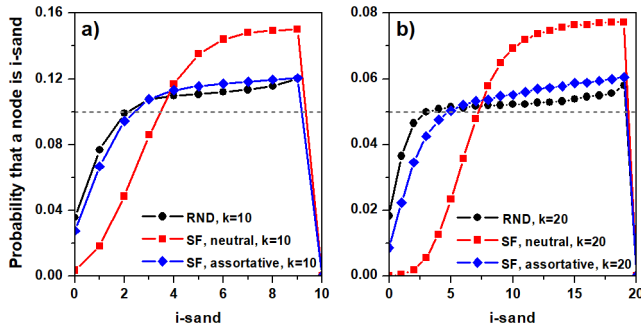 a)
Probability that a node is i-sand
0.16
0.12
0.08
0.04
0.00
RND, k=10
SF, neutral, k=10
SF, assortative, k=10
0 2 4 6 8 10
i-sand
b)
0.08
0.06
0.04
0.02
0.00
RND, k=20
SF, neutral, k=20
SF, assortative, k=20
0 5 10 15 20
i-sand